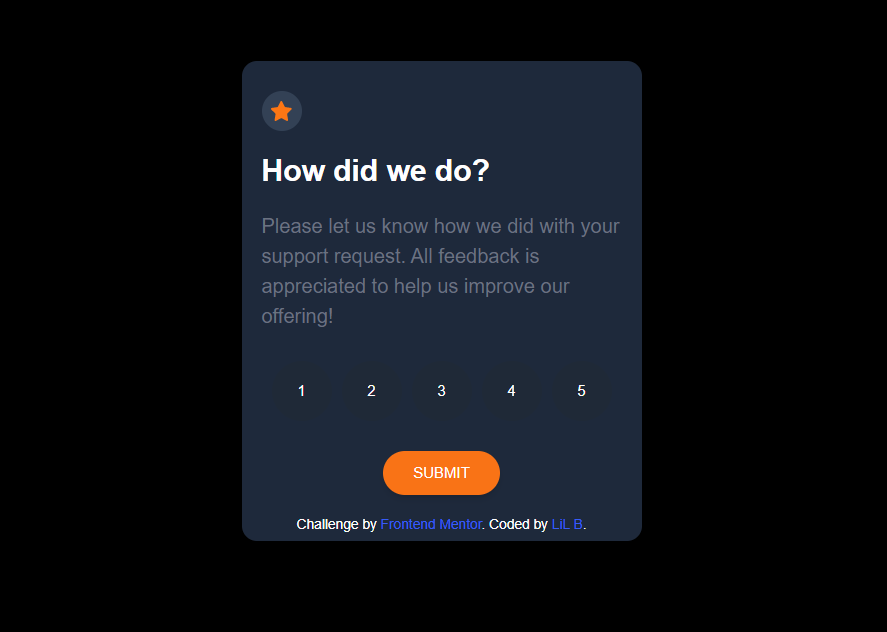 How did we do?
Please let us know how we did with your
support request. All feedback is
appreciated to help us improve our
offering!
1 2 3 4 5
SUBMIT
Challenge by Frontend Mentor. Coded by LiL B.